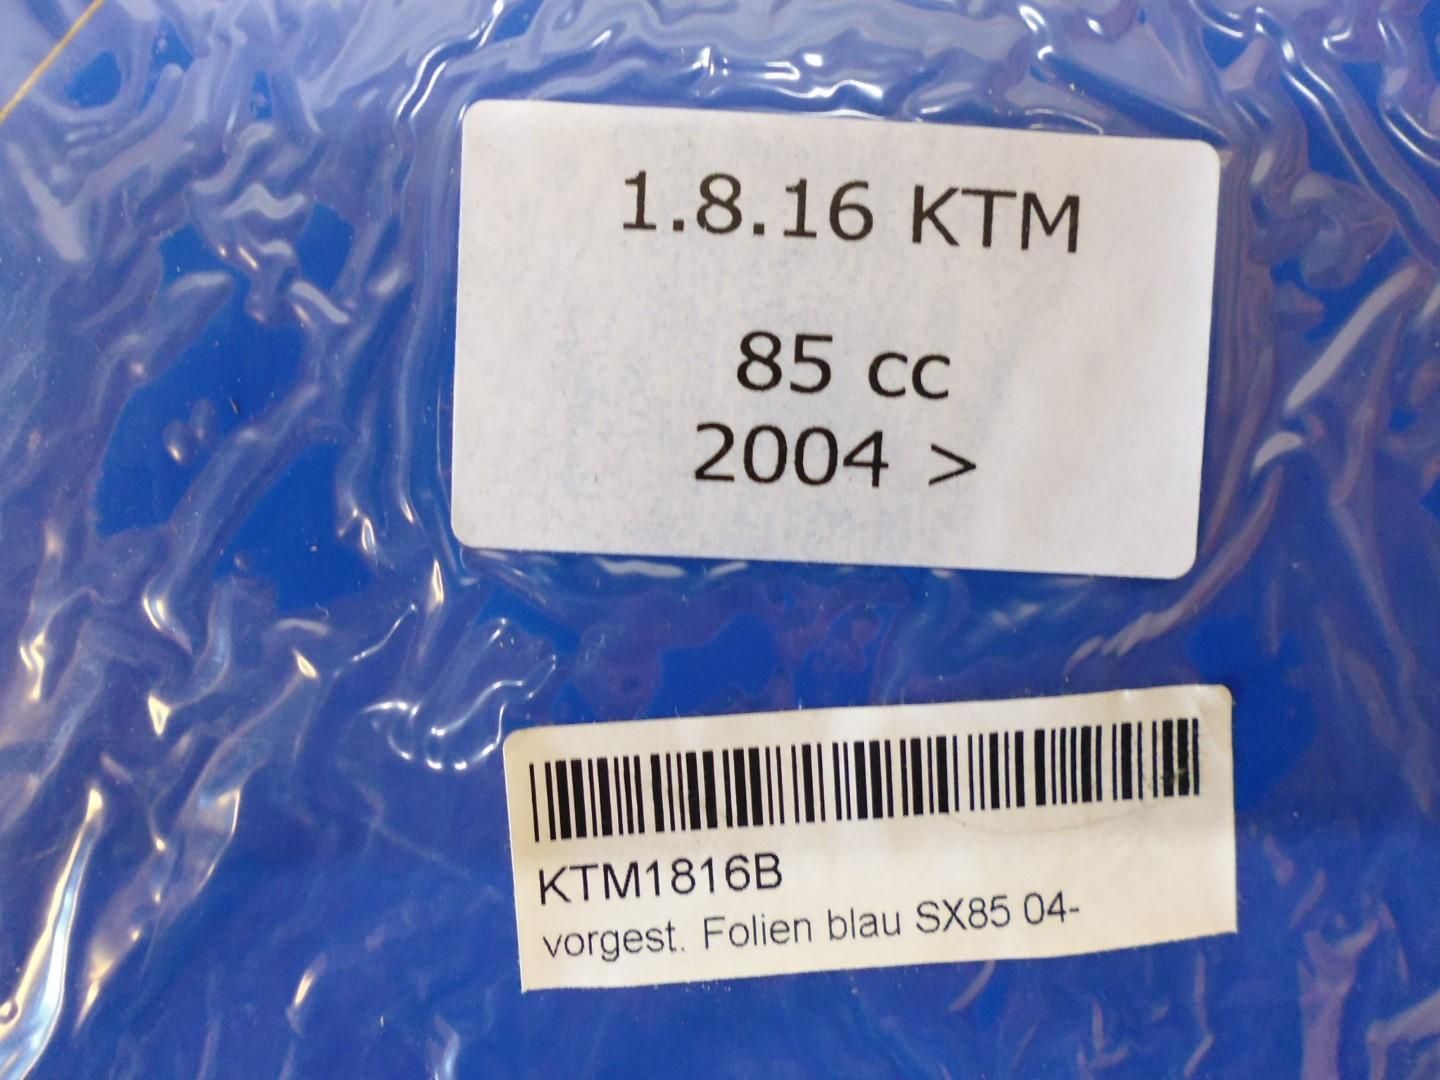 1.8.16 KTM
85 cc
2004 >
KTM1816B
vorgest. Folien blau SX85 04-